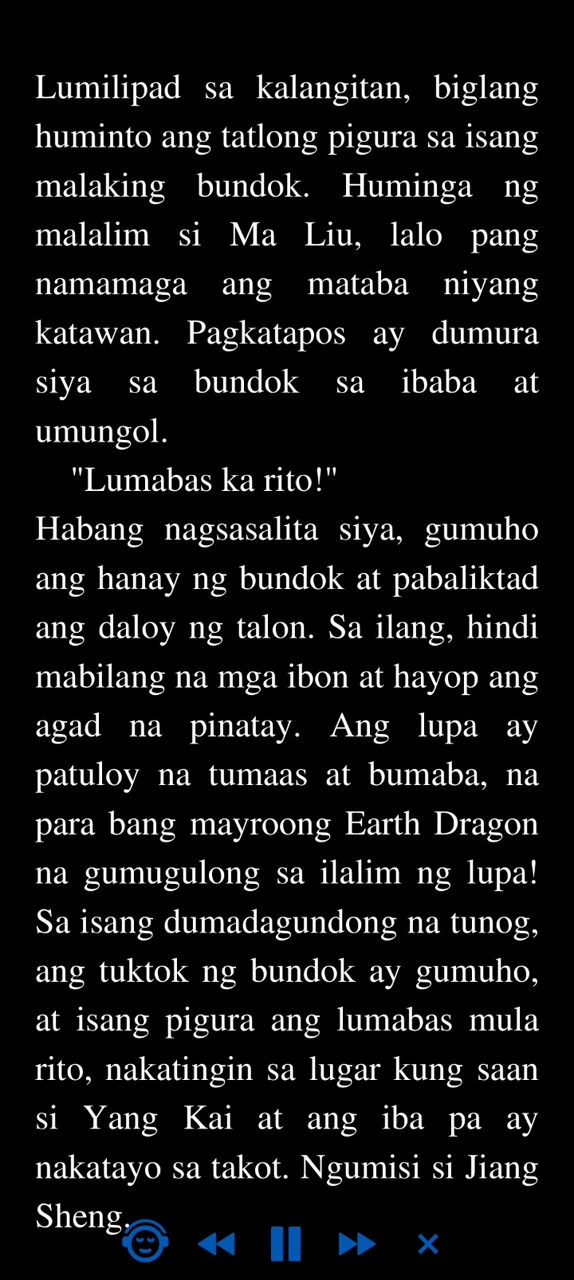 Lumilipad sa kalangitan, biglang
huminto ang tatlong pigura sa isang
malaking bundok. Huminga ng
malalim si Ma Liu, lalo pang
namamaga ang mataba niyang
katawan. Pagkatapos ay dumura
siya sa bundok sa ibaba at
umungol.
"Lumabas ka rito!"
Habang nagsasalita siya, gumuho
ang hanay ng bundok at pabaliktad
ang daloy ng talon. Sa ilang, hindi
mabilang na mga ibon at hayop ang
agad na pinatay. Ang lupa ay
patuloy na tumaas at bumaba, na
para bang mayroong Earth Dragon
na gumugulong sa ilalim ng lupa!
Sa isang dumadagundong na tunog,
ang tuktok ng bundok ay gumuho,
at isang pigura ang lumabas mula
rito, nakatingin sa lugar kung saan
si Yang Kai at ang iba pa ay
nakatayo sa takot. Ngumisi si Jiang
Sheng.